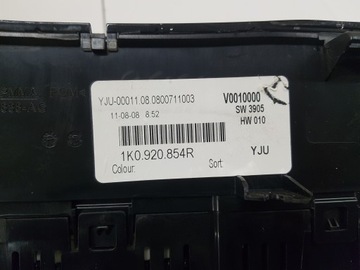 YJU-00011.08.0800711003
V0010000
11-08-08 8.52
SW 3905
HW 010
1K0.920.854R
YJU
Colour:
Sort